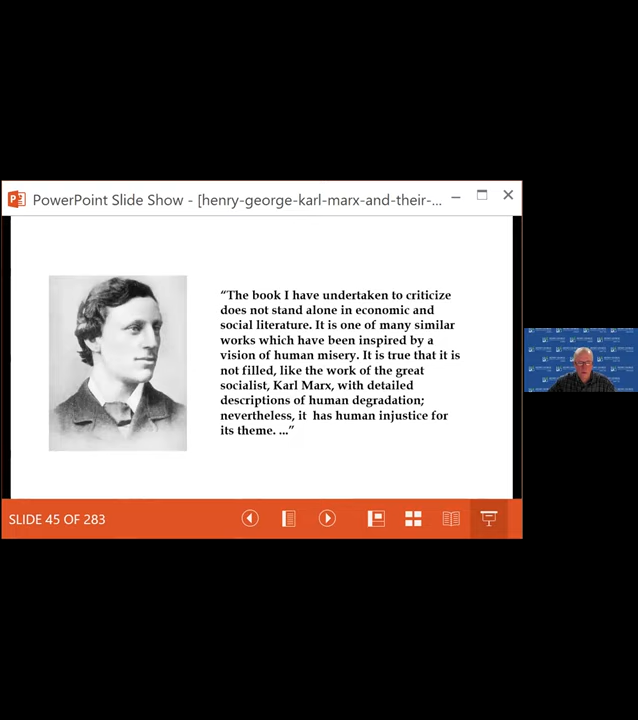 PowerPoint Slide Show - [henry-george-karl-marx-and-their-...
“The book I have undertaken to criticize
does not stand alone in economic and
social literature. It is one of many similar
works which have been inspired by a
vision of human misery. It is true that it is
not filled, like the work of the great
socialist, Karl Marx, with detailed
descriptions of human degradation;
nevertheless, it has human injustice for
its theme. ...”
SLIDE 45 OF 283